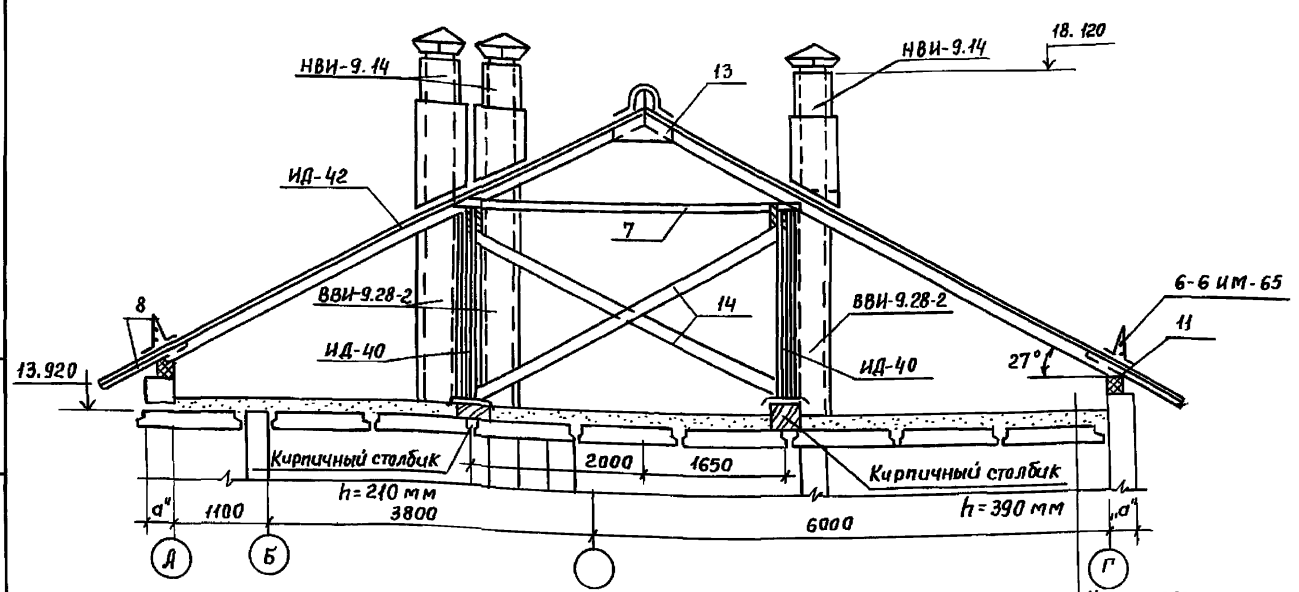 18.120
НВИ-9.14
НВИ-9.14
13
ИД-42
7
8
ВВИ-9.28-2
14
ВВИ-9.28-2
6-6 ИМ-65
11
ИД-40
ИД-40
27°
13.920
Кирпичный столбик
2000
1650
Кирпичный столбик
h=210 мм
h=390 мм
а"
1100
3800
6000
„а"
А
Б
Г